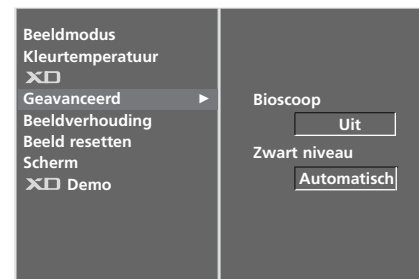 Beeldmodus
Kleurtemperatuur
XD
Geavanceerd ►
Beeldverhouding
Beeld resetten
Scherm
XD Demo
Bioscoop
Uit
Zwart niveau
Automatisch